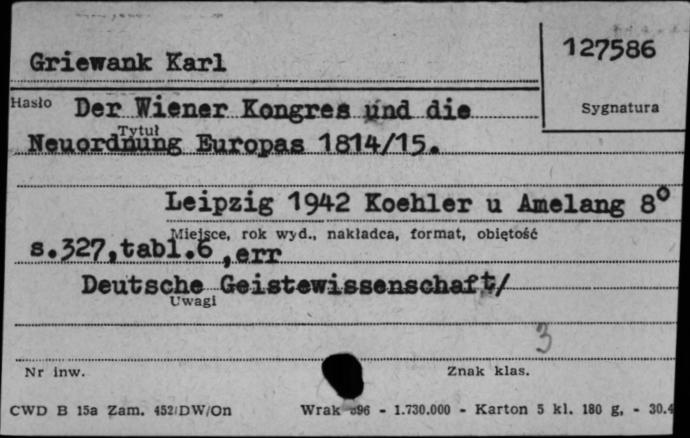 Griewank Karl
127586
Hasło Der Wiener Kongres und die
Sygnatura
Tytuł
Neuordnung Europas 1814/15.
Leipzig 1942 Koehler u Amelang 8°
Miejsce, rok wyd., nakładca, format, objętość
s.327,tabl.6,err
Deutsche Geistewissenschaft/
Uwagi
3
Nr inw.
Znak klas.
CWD B 15a Zam. 452/DW/On Wrak 96 - 1.730.000 - Karton 5 kl. 180 g, - 30.4